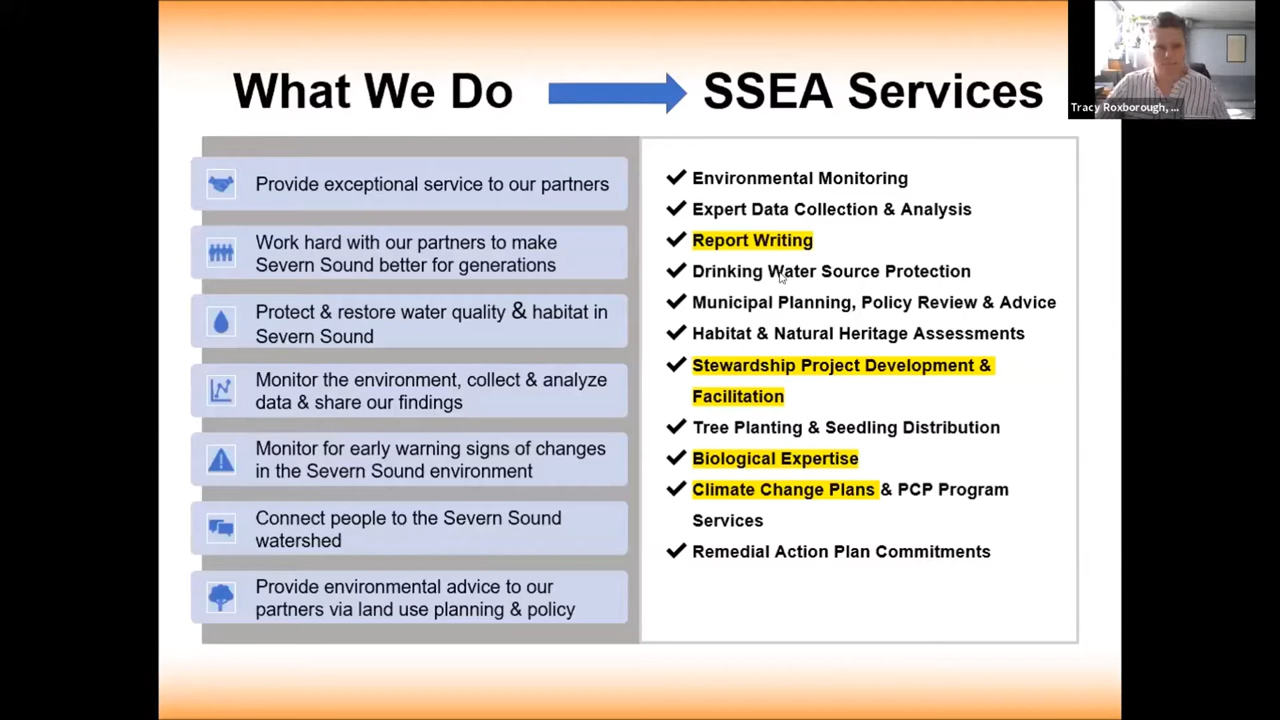 What We Do
SSEA Services
Provide exceptional service to our partners
Work hard with our partners to make
Severn Sound better for generations
Protect & restore water quality & habitat in
Severn Sound
Monitor the environment, collect & analyze
data & share our findings
Monitor for early warning signs of changes
in the Severn Sound environment
Connect people to the Severn Sound
watershed
Provide environmental advice to our
partners via land use planning & policy
Environmental Monitoring
Expert Data Collection & Analysis
Report Writing
Drinking Water Source Protection
Municipal Planning, Policy Review & Advice
Habitat & Natural Heritage Assessments
Stewardship Project Development &
Facilitation
Tree Planting & Seedling Distribution
Biological Expertise
Climate Change Plans & PCP Program
Services
Remedial Action Plan Commitments
Tracy Roxborough, ...